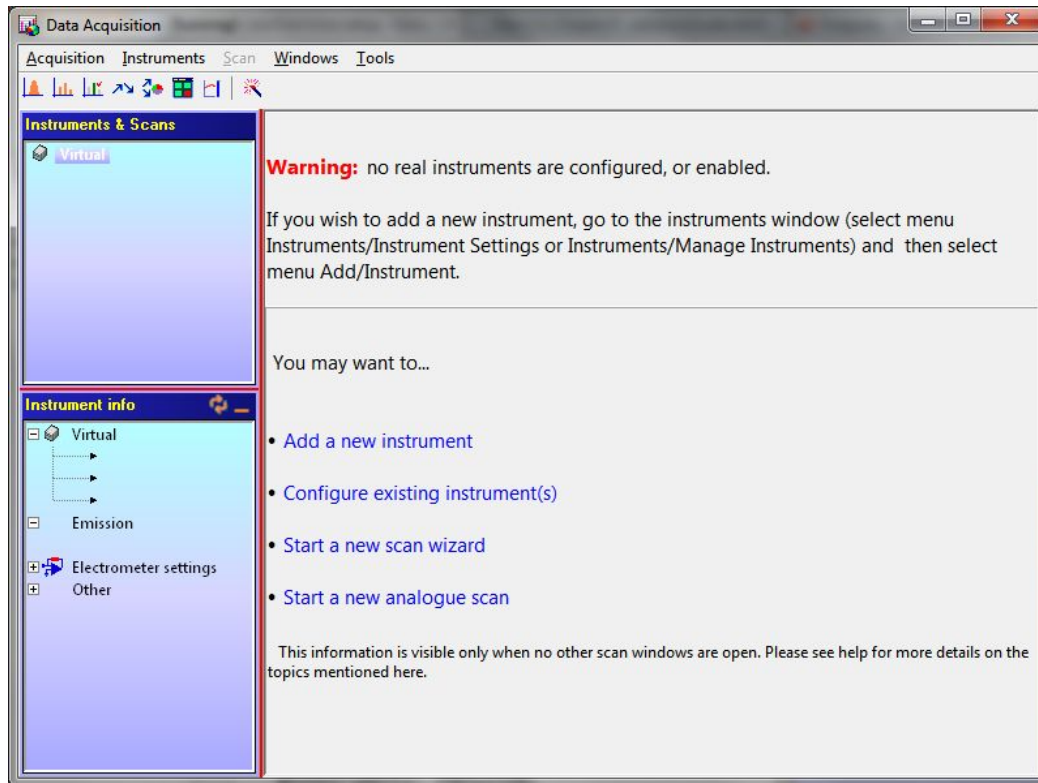 Data Acquisition
Acquisition Instruments Scan Windows Tools
Instruments & Scans
Virtual
Warning: no real instruments are configured, or enabled.
If you wish to add a new instrument, go to the instruments window (select menu
Instruments/Instrument Settings or Instruments/Manage Instruments) and then select
menu Add/Instrument.
You may want to...
Instrument info
Virtual
Emission
Electrometer settings
Other
• Add a new instrument
• Configure existing instrument(s)
• Start a new scan wizard
• Start a new analogue scan
This information is visible only when no other scan windows are open. Please see help for more details on the
topics mentioned here.